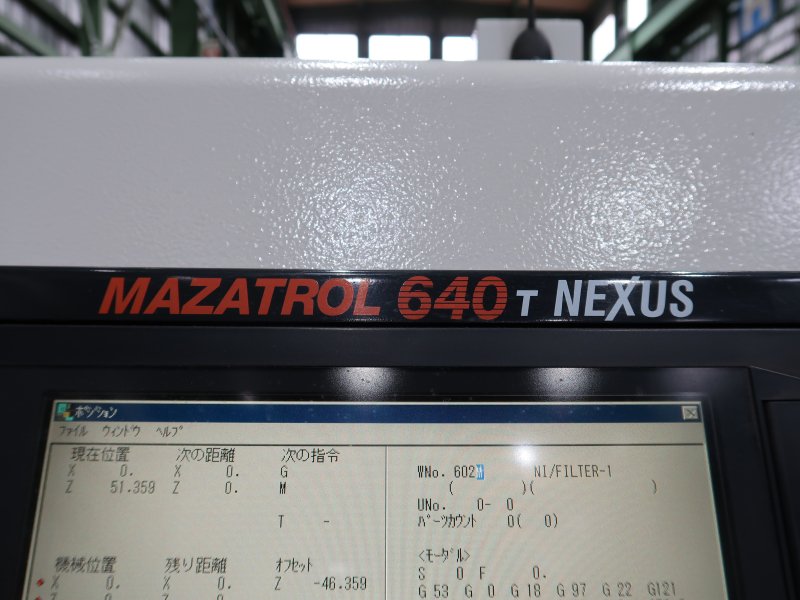 MAZATROL 640 T NEXUS
ポジション
ファイル ウィンドウ ヘルプ
現在位置 次の距離 次の指令
X 0. X 0. G
Z 51.359 Z 0. M
T -
機械位置 残り距離 オフセット
X 0. X 0. Z -46.359
Z 0. Z 0.
WNo. 602 NI/FILTER-1
( )( )
UNo. 0- 0
パーツカウント 0( 0)
<モーダル>
S 0 F 0.
G 53 G 0 G 18 G 97 G 22 G121